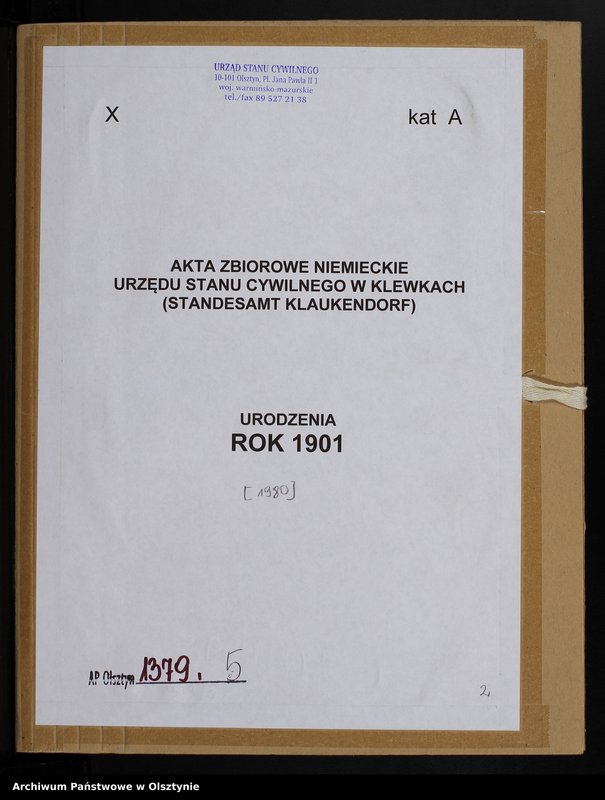 URZĄD STANU CYWILNEGO
10-101 Olsztyn, Pl. Jana Pawła II 1
woj. warmińsko-mazurskie
tel./fax 89 527 21 38
X kat A
AKTA ZBIOROWE NIEMIECKIE
URZĘDU STANU CYWILNEGO W KLEWKACH
(STANDESAMT KLAUKENDORF)
URODZENIA
ROK 1901
[1980]
AP Olsztyn 1379. 5
2
Archiwum Państwowe w Olsztynie